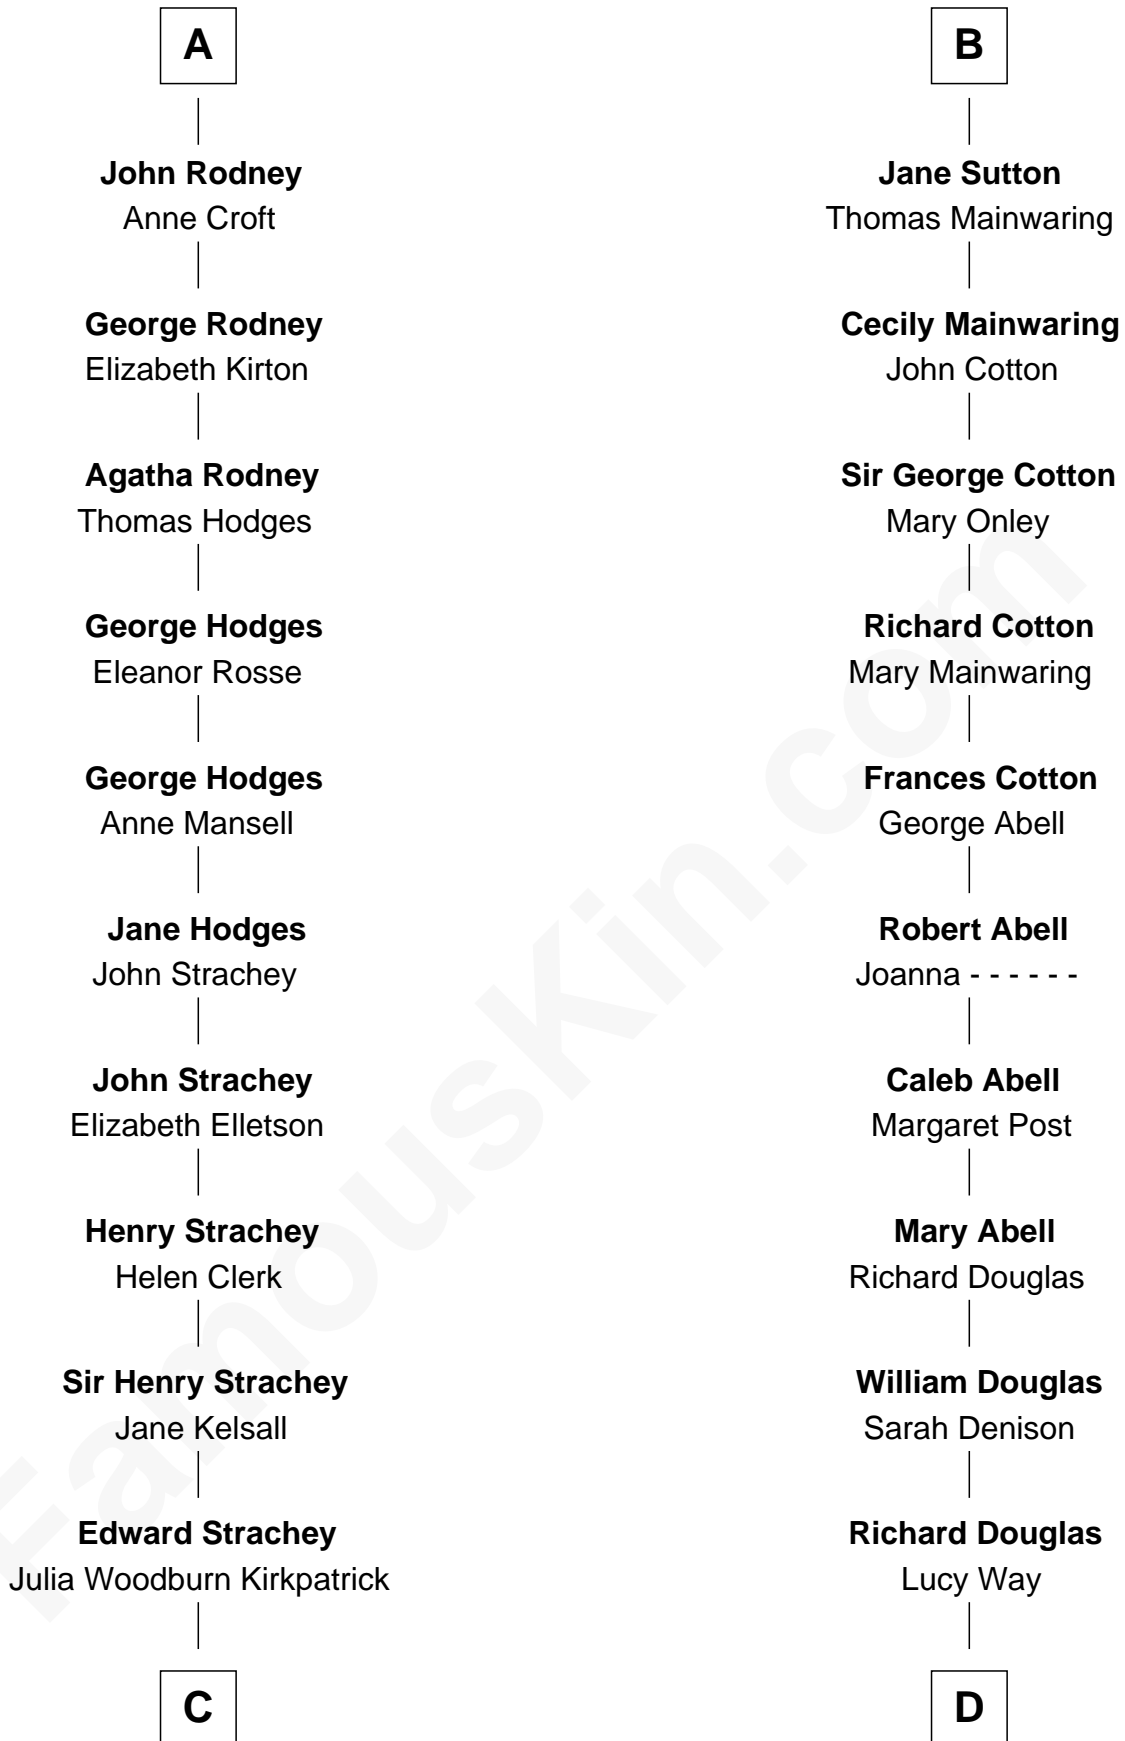 A
John Rodney
Anne Croft
George Rodney
Elizabeth Kirton
Agatha Rodney
Thomas Hodges
George Hodges
Eleanor Rosse
George Hodges
Anne Mansell
Jane Hodges
John Strachey
John Strachey
Elizabeth Elletson
Henry Strachey
Helen Clerk
Sir Henry Strachey
Jane Kelsall
Edward Strachey
Julia Woodburn Kirkpatrick
C
B
Jane Sutton
Thomas Mainwaring
Cecily Mainwaring
John Cotton
Sir George Cotton
Mary Onley
Richard Cotton
Mary Mainwaring
Frances Cotton
George Abell
Robert Abell
Joanna - - - - - -
Caleb Abell
Margaret Post
Mary Abell
Richard Douglas
William Douglas
Sarah Denison
Richard Douglas
Lucy Way
D
FamousKin.com